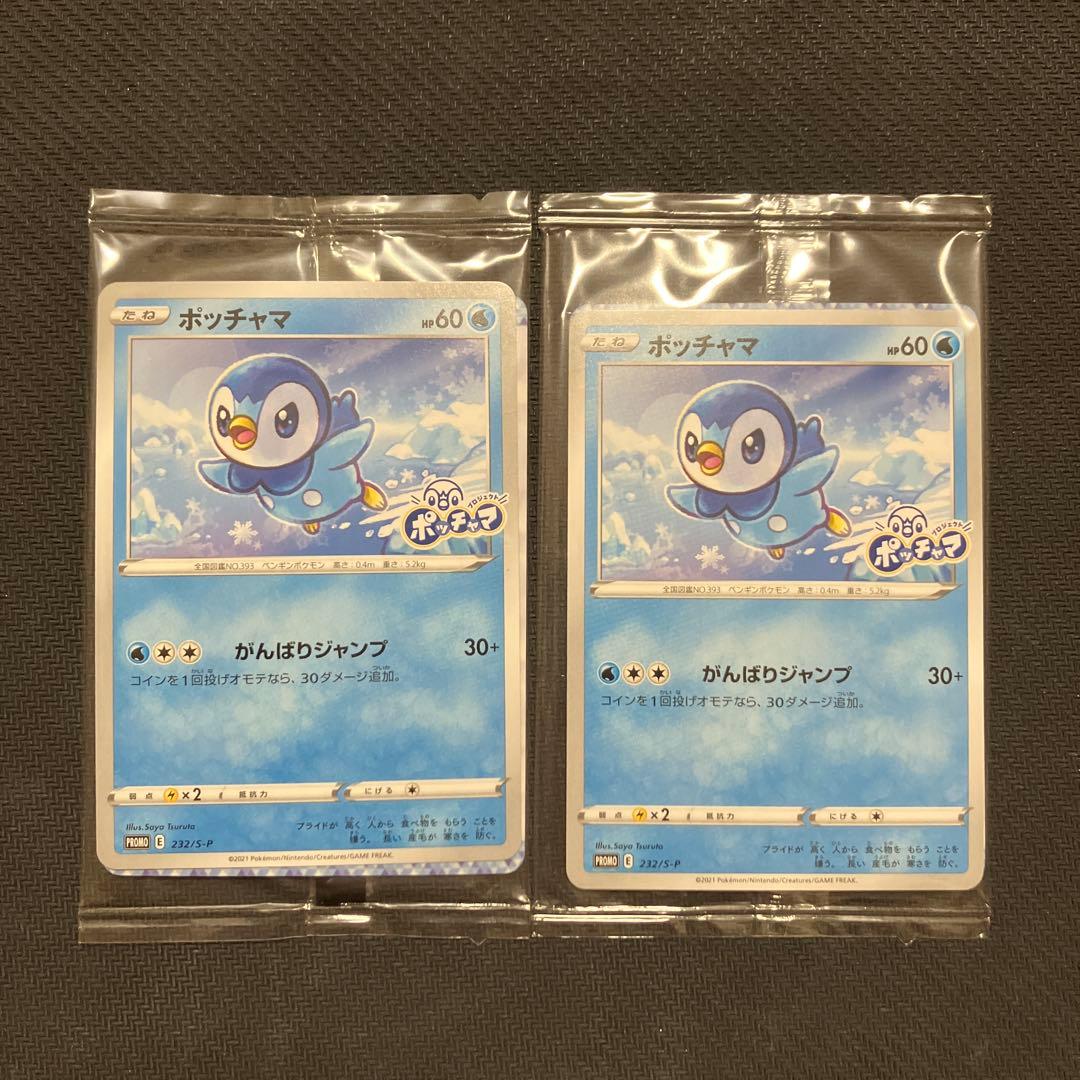 たね ポッチャマ HP60
プロジェクト
ポッチャマ
全国図鑑NO.393 ペンギンポケモン 高さ:0.4m 重さ:5.2kg
がんばりジャンプ 30+
コインを1回投げオモテなら、30ダメージ追加。
弱点 ×2 抵抗力 にげる
Illus.Saya Tsuruta
プライドが 高く 人から 食べ物を もらう ことを
嫌う。 長い 産毛が 寒さを 防ぐ。
PROMO E 232/S-P
©2021 Pokémon/Nintendo/Creatures/GAME FREAK.
たね ポッチャマ HP60
プロジェクト
ポッチャマ
全国図鑑NO.393 ペンギンポケモン 高さ:0.4m 重さ:5.2kg
がんばりジャンプ 30+
コインを1回投げオモテなら、30ダメージ追加。
弱点 ×2 抵抗力 にげる
Illus.Saya Tsuruta
プライドが 高く 人から 食べ物を もらう ことを
嫌う。 長い 産毛が 寒さを 防ぐ。
PROMO E 232/S-P
©2021 Pokémon/Nintendo/Creatures/GAME FREAK.